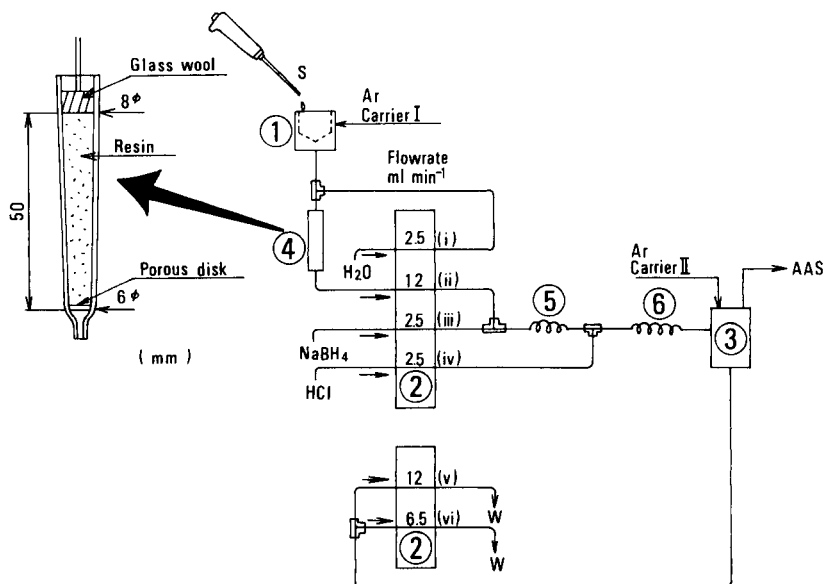 Glass wool
8ᶲ
Resin
50
Porous disk
6ᶲ
( mm )
S
Ar
Carrier I
①
Flowrate
ml min⁻¹
④
2.5 (i)
H₂O
12 (ii)
2.5 (iii)
NaBH₄
2.5 (iv)
HCl
②
⑤
⑥
Ar
Carrier II
AAS
③
12 (v)
W
6.5 (vi)
W
②